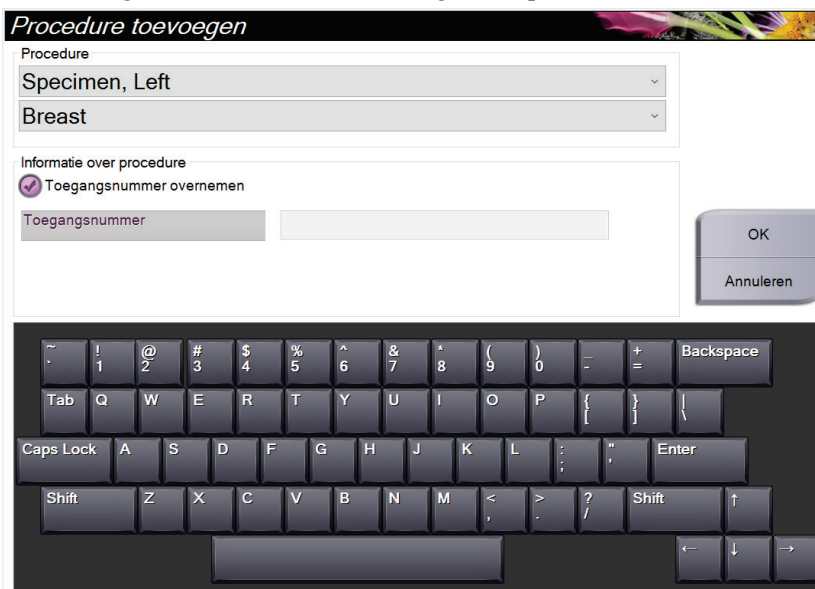 Procedure toevoegen
Procedure
Specimen, Left
Breast
Informatie over procedure
Toegangsnummer overnemen
Toegangsnummer
OK
Annuleren
~ ! @ # $ % ^ & * ( ) _ + Backspace
` 1 2 3 4 5 6 7 8 9 0 - =
Tab Q W E R T Y U I O P { } |
[ ] \
Caps Lock A S D F G H J K L : " Enter
; '
Shift Z X C V B N M < > ? Shift ↑
, . /
← ↓ →